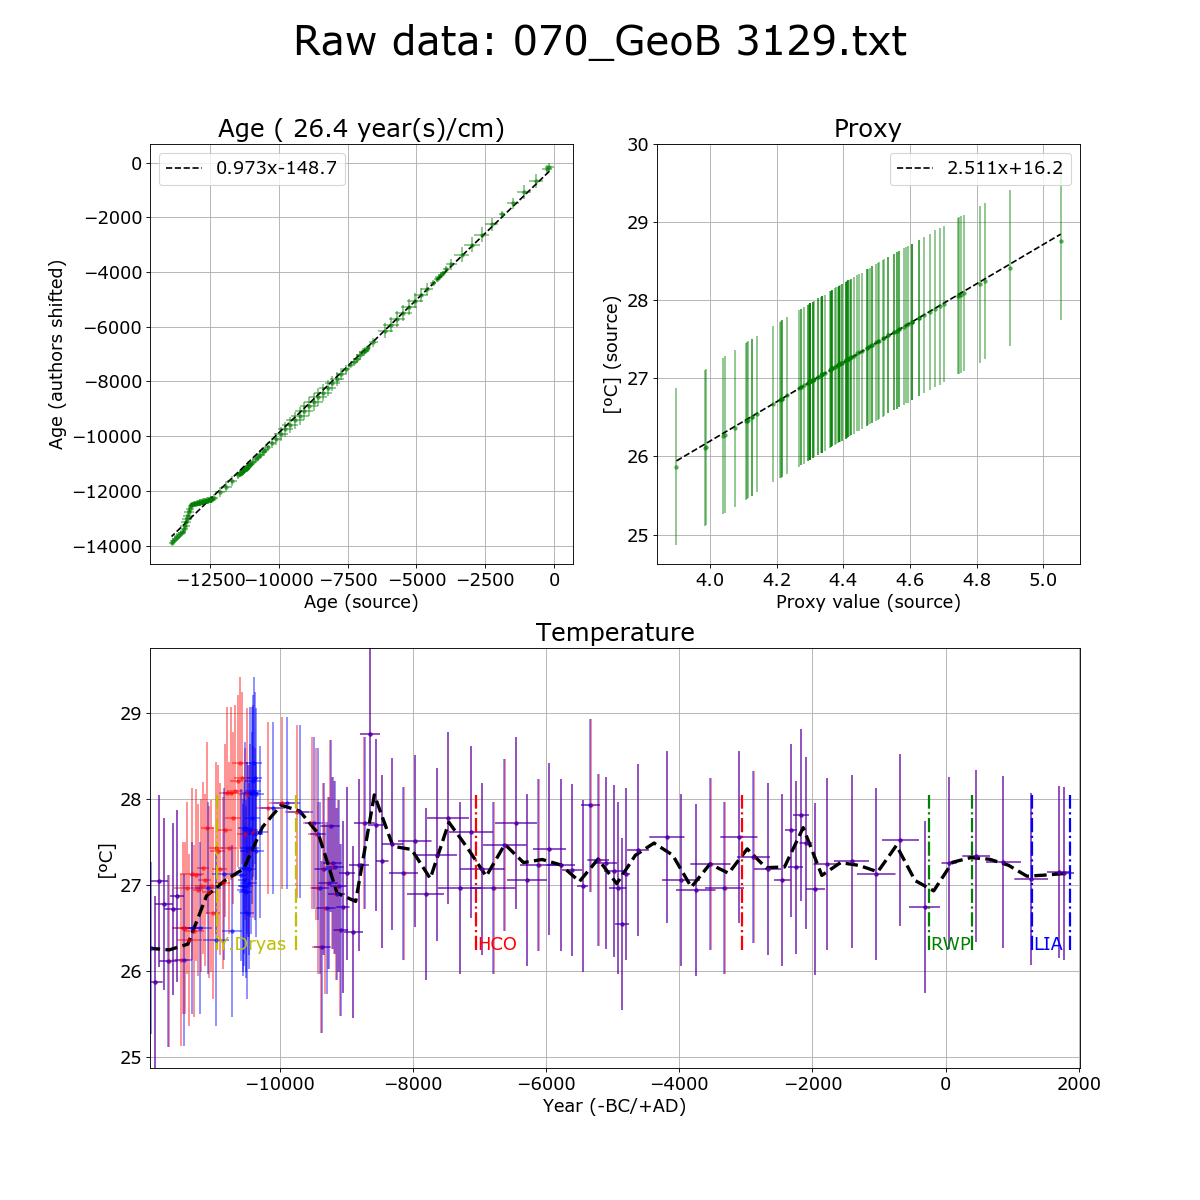 Raw data: 070_GeoB 3129.txt
Age ( 26.4 year(s)/cm)
0.973x-148.7
0
−2000
−4000
−6000
−8000
−10000
−12000
−14000
Age (authors shifted)
−12500 −10000 −7500 −5000 −2500 0
Age (source)
Proxy
2.511x+16.2
30
29
28
27
26
25
[ºC] (source)
4.0 4.2 4.4 4.6 4.8 5.0
Proxy value (source)
Temperature
29
28
27
26
25
[ºC]
Y.Dryas HCO RWP LIA
−10000 −8000 −6000 −4000 −2000 0 2000
Year (-BC/+AD)